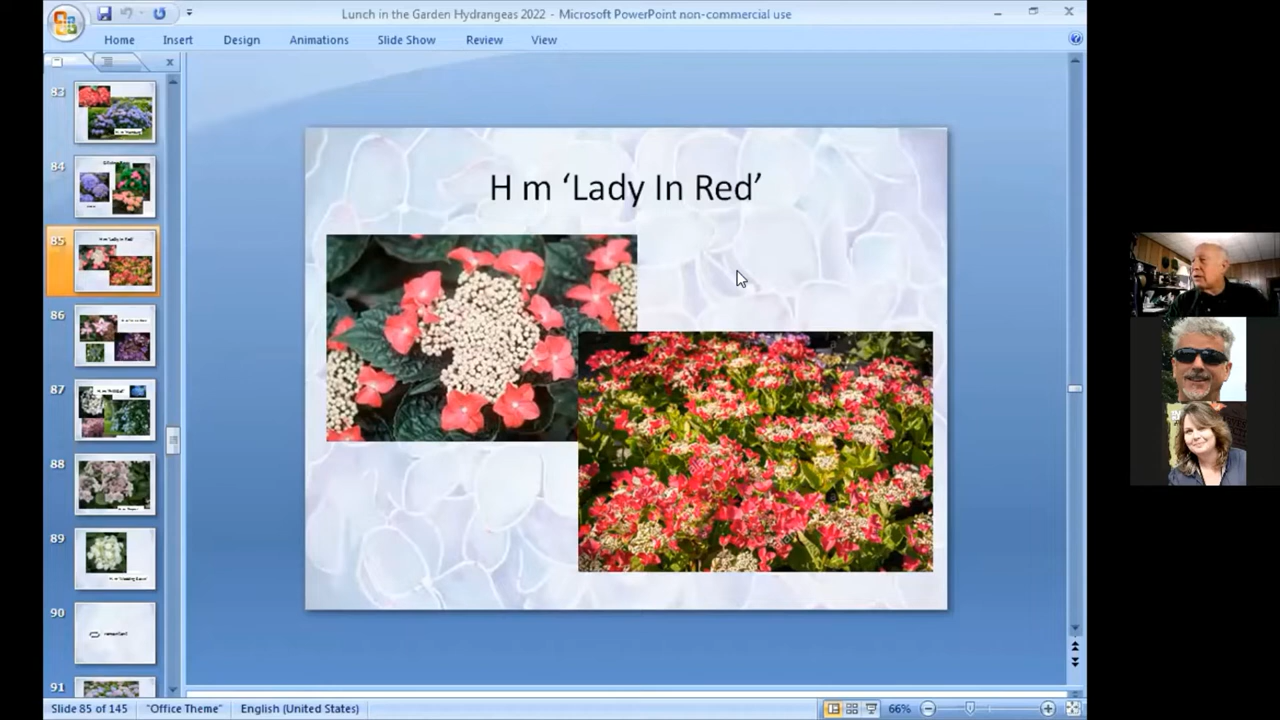 Lunch in the Garden Hydrangeas 2022 - Microsoft PowerPoint non-commercial use
Home Insert Design Animations Slide Show Review View
83
84
85
86
87
88
89
90
91
H m ‘Lady In Red’
Slide 85 of 145 "Office Theme" English (United States) 66%